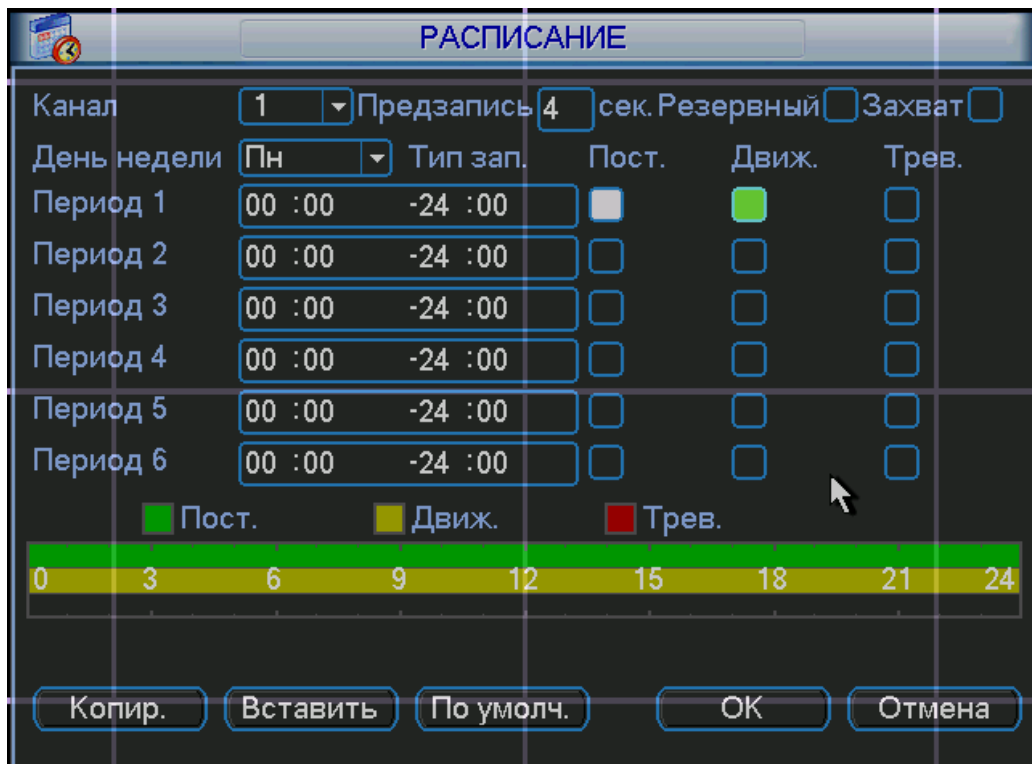 РАСПИСАНИЕ
Канал 1 Предзапись 4 сек. Резервный Захват
День недели Пн Тип зап. Пост. Движ. Трев.
Период 1 00 :00 -24 :00
Период 2 00 :00 -24 :00
Период 3 00 :00 -24 :00
Период 4 00 :00 -24 :00
Период 5 00 :00 -24 :00
Период 6 00 :00 -24 :00
Пост. Движ. Трев.
0 3 6 9 12 15 18 21 24
Копир. Вставить По умолч. OK Отмена